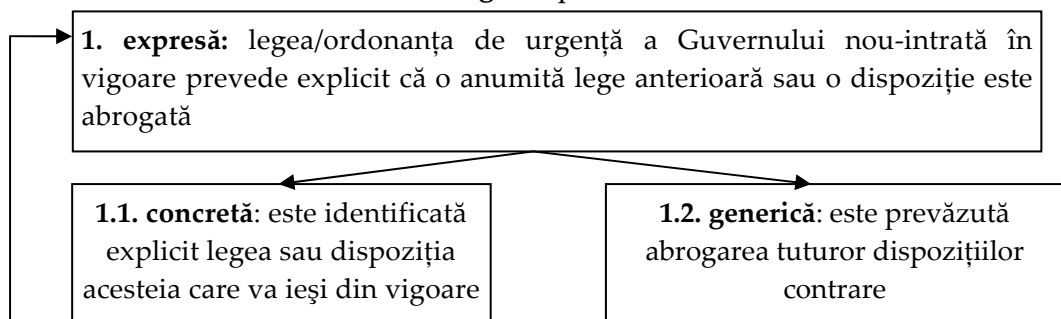 1. expresă: legea/ordonanța de urgență a Guvernului nou-intrată în
vigoare prevede explicit că o anumită lege anterioară sau o dispoziție este
abrogată
1.1. concretă: este identificată
explicit legea sau dispoziția
acesteia care va ieşi din vigoare
1.2. generică: este prevăzută
abrogarea tuturor dispozițiilor
contrare